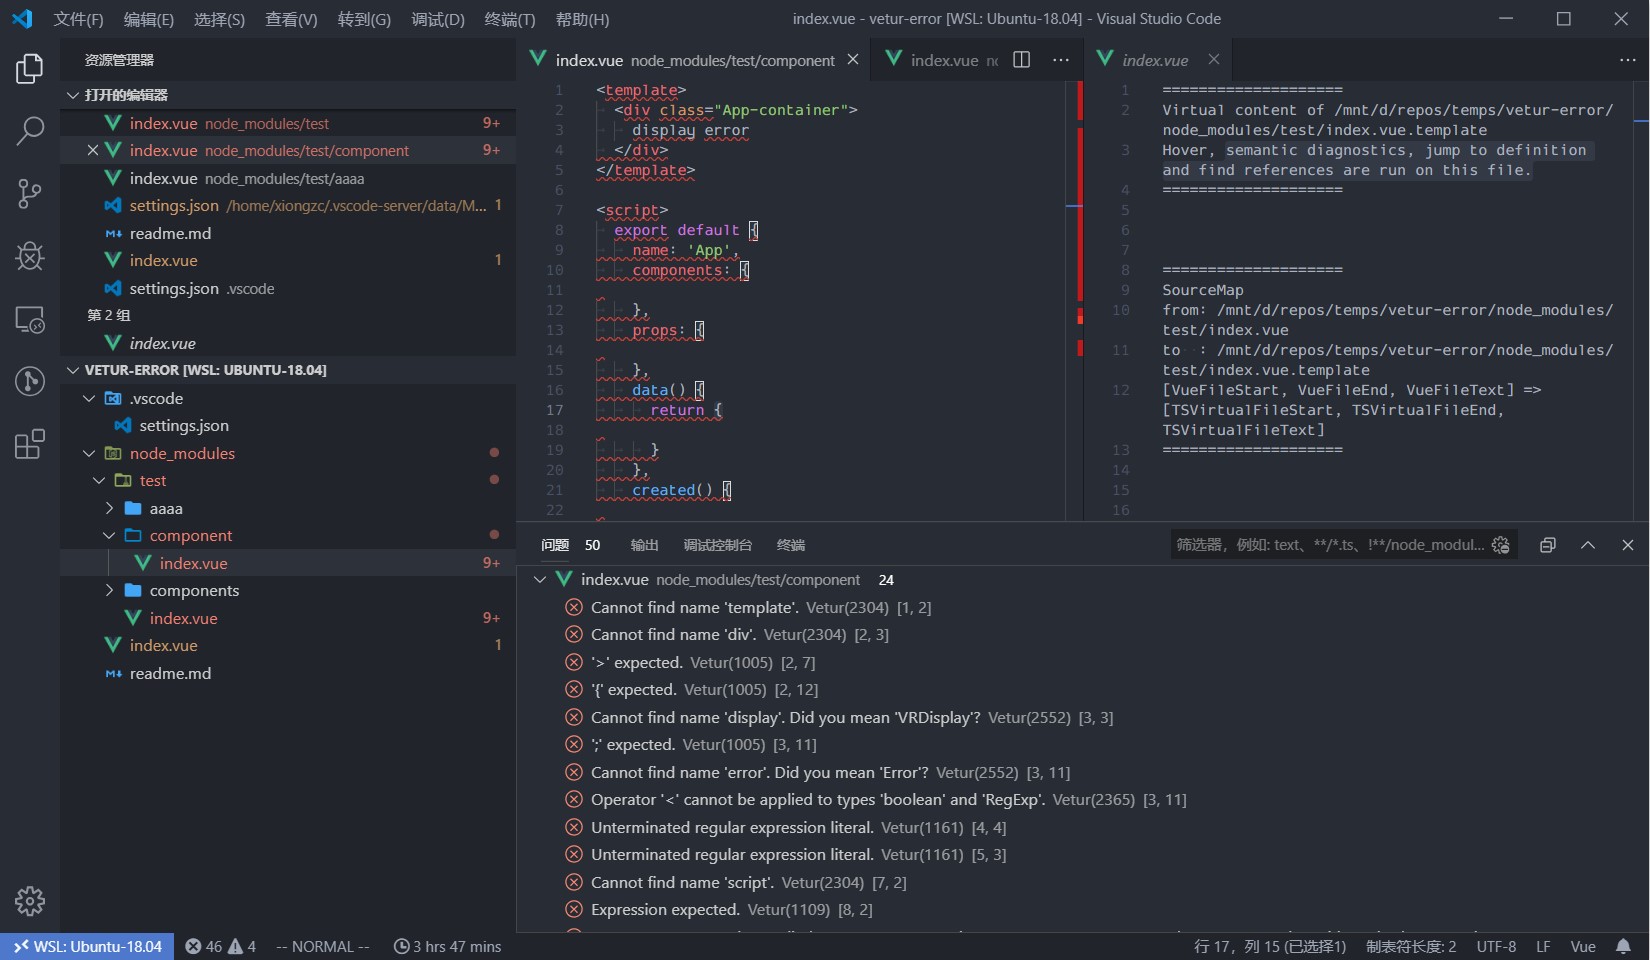 文件(F) 编辑(E) 选择(S) 查看(V) 转到(G) 调试(D) 终端(T) 帮助(H)
index.vue - vetur-error [WSL: Ubuntu-18.04] - Visual Studio Code
资源管理器
打开的编辑器
index.vue node_modules/test 9+
index.vue node_modules/test/component 9+
index.vue node_modules/test/aaaa
settings.json /home/xiongzc/.vscode-server/data/M... 1
readme.md
index.vue 1
settings.json .vscode
第 2 组
index.vue
VETUR-ERROR [WSL: UBUNTU-18.04]
.vscode
settings.json
node_modules
test
aaaa
component
index.vue 9+
components
index.vue 9+
index.vue 1
readme.md
index.vue node_modules/test/component
index.vue
1 <template>
2 <div class="App-container">
3 display error
4 </div>
5 </template>
6
7 <script>
8 export default {
9 name: 'App',
10 components: {
11
12 },
13 props: {
14
15 },
16 data() {
17 return {
18
19 }
20 },
21 created() {
22
index.vue
1 ====================
2 Virtual content of /mnt/d/repos/temps/vetur-error/
node_modules/test/index.vue.template
3 Hover, semantic diagnostics, jump to definition
and find references are run on this file.
4 ====================
5
6
7
8 ====================
9 SourceMap
10 from: /mnt/d/repos/temps/vetur-error/node_modules/
test/index.vue
11 to : /mnt/d/repos/temps/vetur-error/node_modules/
test/index.vue.template
12 [VueFileStart, VueFileEnd, VueFileText] =>
[TSVirtualFileStart, TSVirtualFileEnd,
TSVirtualFileText]
13 ====================
14
15
16
问题 50 输出 调试控制台 终端
筛选器，例如: text、**/*.ts、!**/node_modul...
index.vue node_modules/test/component 24
Cannot find name 'template'. Vetur(2304) [1, 2]
Cannot find name 'div'. Vetur(2304) [2, 3]
'>' expected. Vetur(1005) [2, 7]
'{' expected. Vetur(1005) [2, 12]
Cannot find name 'display'. Did you mean 'VRDisplay'? Vetur(2552) [3, 3]
';' expected. Vetur(1005) [3, 11]
Cannot find name 'error'. Did you mean 'Error'? Vetur(2552) [3, 11]
Operator '<' cannot be applied to types 'boolean' and 'RegExp'. Vetur(2365) [3, 11]
Unterminated regular expression literal. Vetur(1161) [4, 4]
Unterminated regular expression literal. Vetur(1161) [5, 3]
Cannot find name 'script'. Vetur(2304) [7, 2]
Expression expected. Vetur(1109) [8, 2]
WSL: Ubuntu-18.04 46 4 -- NORMAL -- 3 hrs 47 mins
行 17，列 15 (已选择1) 制表符长度: 2 UTF-8 LF Vue